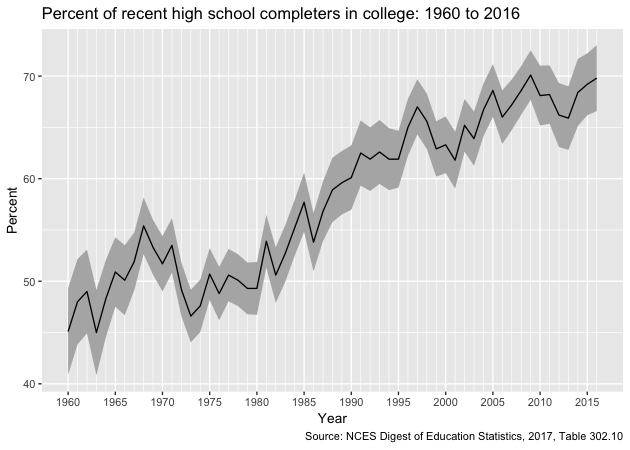 Percent of recent high school completers in college: 1960 to 2016
Percent
70
60
50
40
1960 1965 1970 1975 1980 1985 1990 1995 2000 2005 2010 2015
Year
Source: NCES Digest of Education Statistics, 2017, Table 302.10